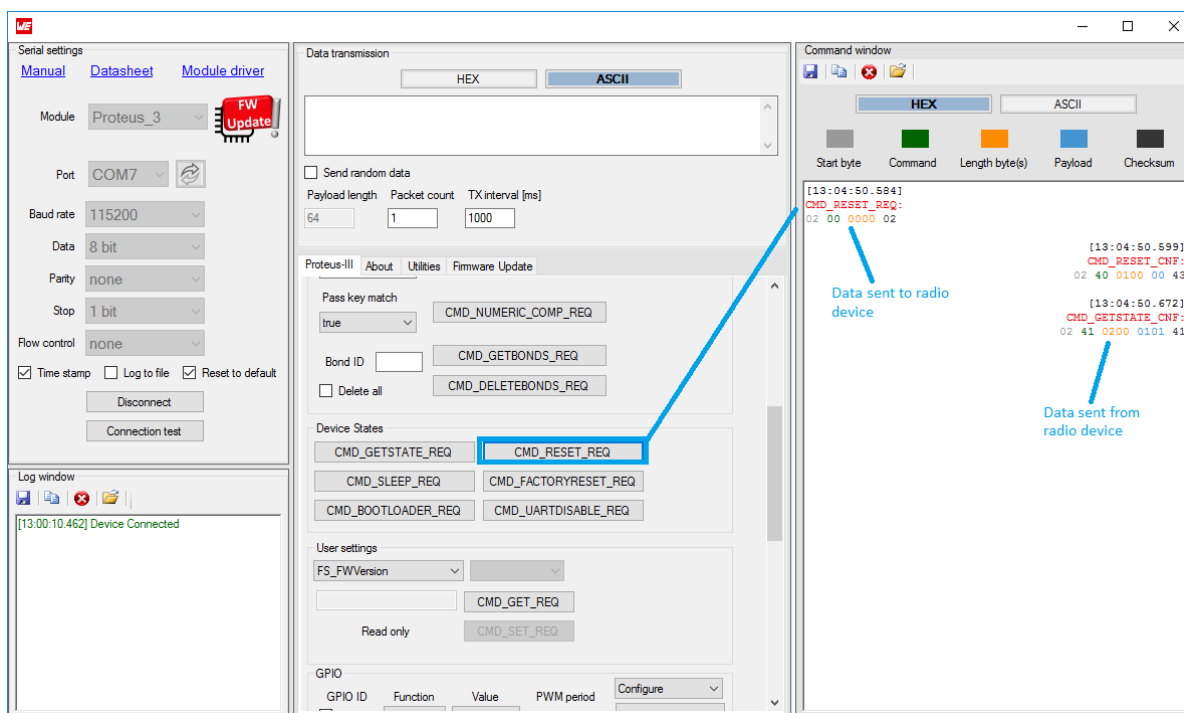 WE
Serial settings
Manual Datasheet Module driver
Module Proteus_3
FW
Update
Port COM7
Baud rate 115200
Data 8 bit
Parity none
Stop 1 bit
Flow control none
Time stamp Log to file Reset to default
Disconnect
Connection test
Log window
[13:00:10.462] Device Connected
Data transmission
HEX ASCII
Send random data
Payload length Packet count TX interval [ms]
64 1 1000
Proteus-III About Utilities Firmware Update
Pass key match
true CMD_NUMERIC_COMP_REQ
Bond ID CMD_GETBONDS_REQ
Delete all CMD_DELETEBONDS_REQ
Device States
CMD_GETSTATE_REQ CMD_RESET_REQ
CMD_SLEEP_REQ CMD_FACTORYRESET_REQ
CMD_BOOTLOADER_REQ CMD_UARTDISABLE_REQ
User settings
FS_FWVersion
CMD_GET_REQ
Read only CMD_SET_REQ
GPIO
GPIO ID Function Value PWM period Configure
Command window
HEX ASCII
Start byte Command Length byte(s) Payload Checksum
[13:04:50.584]
CMD_RESET_REQ:
02 00 0000 02
[13:04:50.599]
CMD_RESET_CNF:
02 40 0100 00 43
Data sent to radio
device
[13:04:50.672]
CMD_GETSTATE_CNF:
02 41 0200 0101 41
Data sent from
radio device